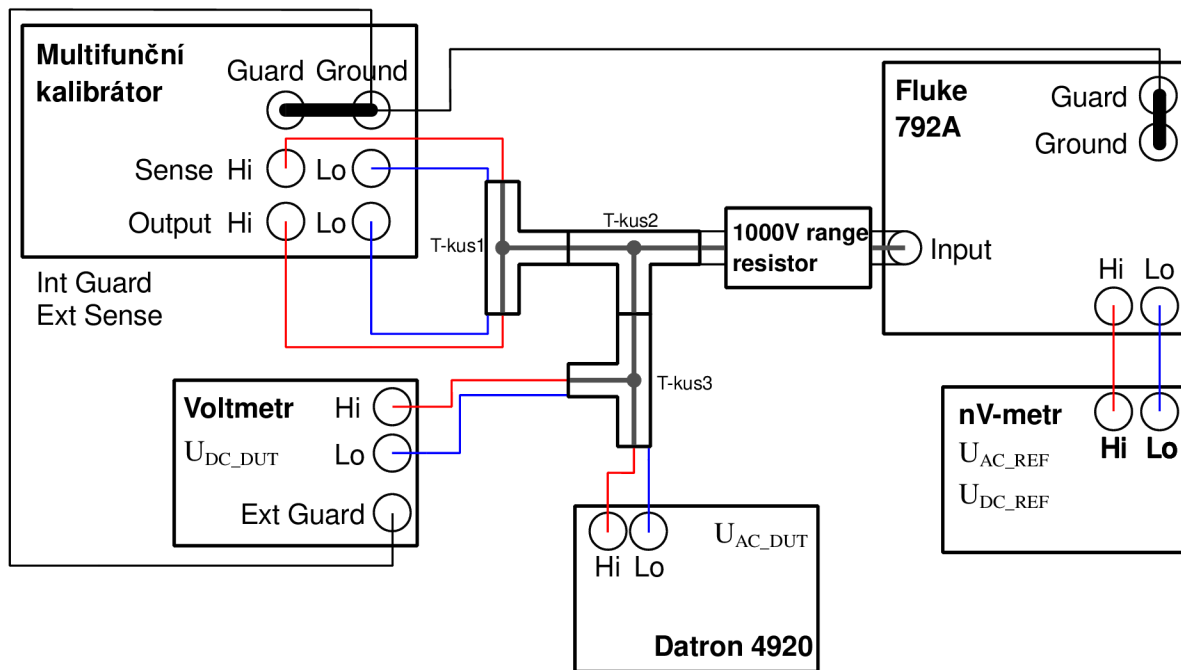 Multifunční
kalibrátor
Guard Ground
Sense Hi Lo
Output Hi Lo
Int Guard
Ext Sense
T-kus1
T-kus2
1000V range
resistor
Fluke
792A
Guard
Ground
Input
Hi Lo
T-kus3
Voltmetr Hi
U_DC_DUT Lo
Ext Guard
U_AC_DUT
Hi Lo
Datron 4920
nV-metr
Hi Lo
U_AC_REF
U_DC_REF